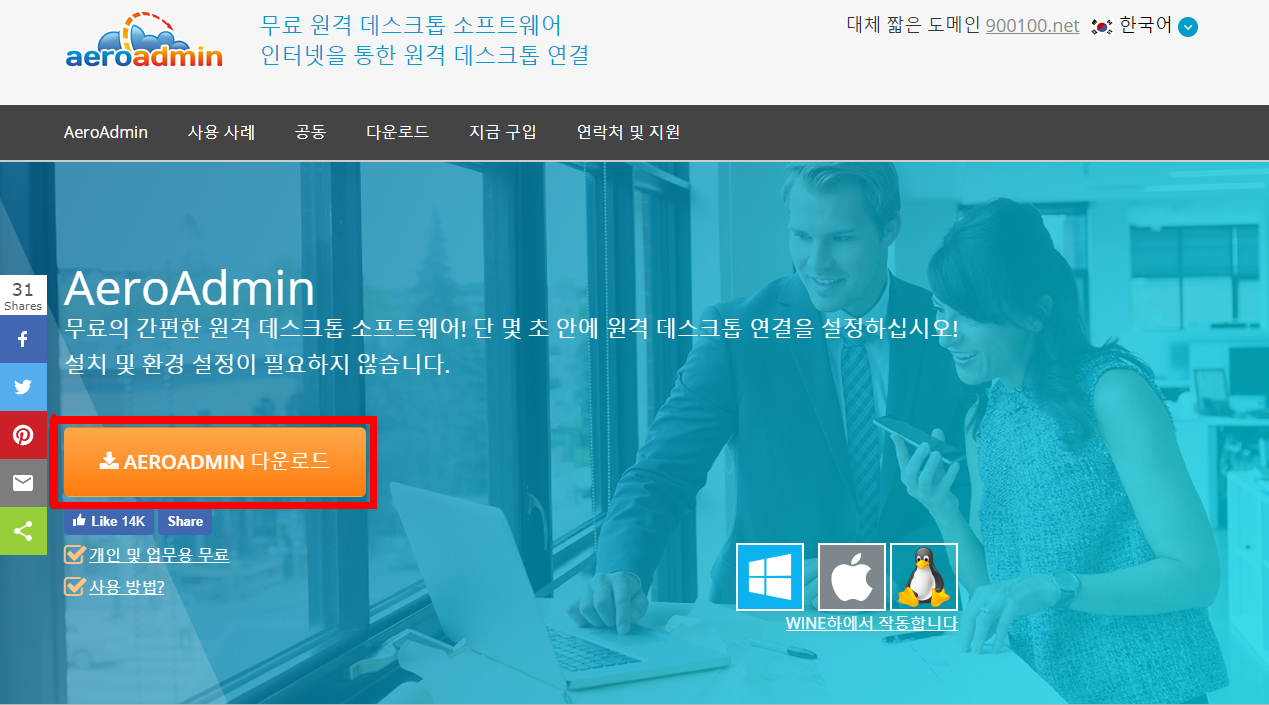 aeroadmin
무료 원격 데스크톱 소프트웨어
인터넷을 통한 원격 데스크톱 연결
대체 짧은 도메인 900100.net 한국어
AeroAdmin 사용 사례 공동 다운로드 지금 구입 연락처 및 지원
31
Shares
AeroAdmin
무료의 간편한 원격 데스크톱 소프트웨어! 단 몇 초 안에 원격 데스크톱 연결을 설정하십시오!
설치 및 환경 설정이 필요하지 않습니다.
AEROADMIN 다운로드
Like 14K Share
개인 및 업무용 무료
사용 방법?
WINE하에서 작동합니다